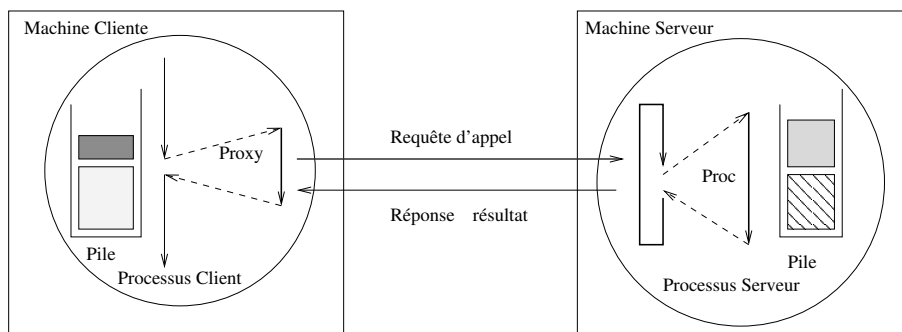 Machine Cliente
Machine Serveur
Proxy
Requête d'appel
Proc
Réponse résultat
Pile
Processus Client
Pile
Processus Serveur